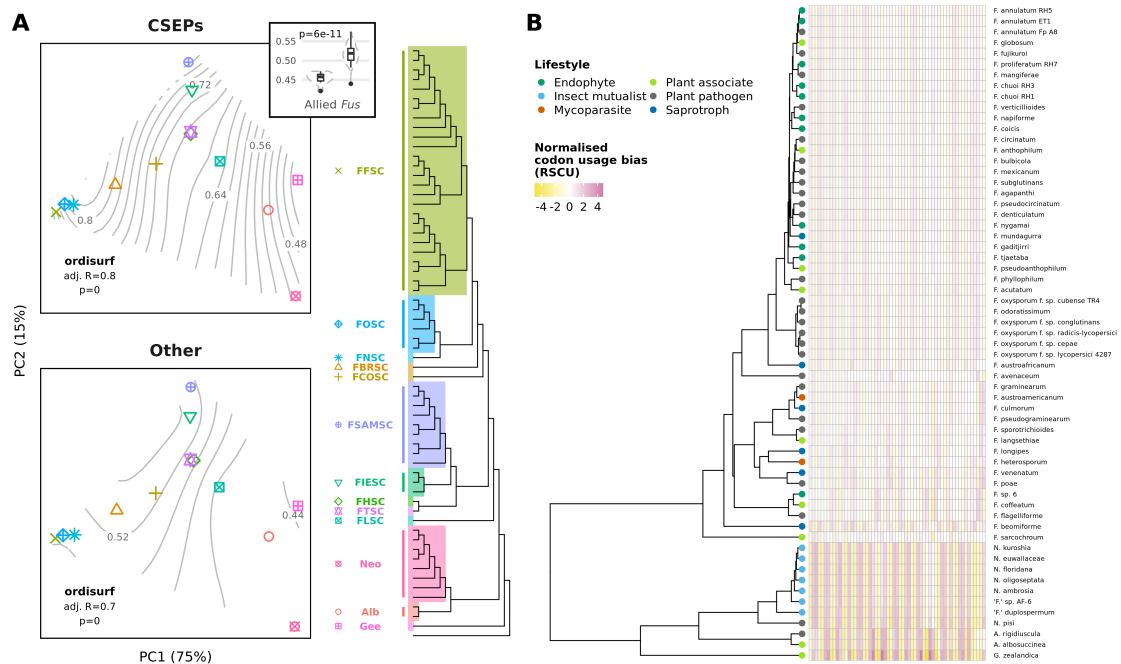 A
CSEPs
p=6e-11
0.55
0.50
0.45
Allied Fus
0.72
0.56
0.64
0.8
0.48
ordisurf
adj. R=0.8
p=0
PC2 (15%)
Other
0.52
0.44
ordisurf
adj. R=0.7
p=0
PC1 (75%)
FFSC
FOSC
FNSC
FBRSC
FCOSC
FSAMSC
FIESC
FHSC
FTSC
FLSC
Neo
Alb
Gee
B
Lifestyle
Endophyte
Insect mutualist
Mycoparasite
Plant associate
Plant pathogen
Saprotroph
Normalised
codon usage bias
(RSCU)
-4 -2 0 2 4
F. annulatum RH5
F. annulatum ET1
F. annulatum Fp A8
F. globosum
F. fujikuroi
F. proliferatum RH7
F. mangiferae
F. chuoi RH3
F. chuoi RH1
F. verticillioides
F. napiforme
F. coicis
F. circinatum
F. anthophilum
F. bulbicola
F. mexicanum
F. subglutinans
F. agapanthi
F. pseudocircinatum
F. denticulatum
F. nygamai
F. mundagurra
F. gaditjirri
F. tjaetaba
F. pseudoanthophilum
F. phyllophilum
F. acutatum
F. oxysporum f. sp. cubense TR4
F. odoratissimum
F. oxysporum f. sp. conglutinans
F. oxysporum f. sp. radicis-lycopersici
F. oxysporum f. sp. cepae
F. oxysporum f. sp. lycopersici 4287
F. austroafricanum
F. avenaceum
F. graminearum
F. austroamericanum
F. culmorum
F. pseudograminearum
F. sporotrichioides
F. langsethiae
F. longipes
F. heterosporum
F. venenatum
F. poae
F. sp. 6
F. coffeatum
F. flagelliforme
F. beomiforme
F. sarcochroum
N. kuroshia
N. euwallaceae
N. floridana
N. oligoseptata
N. ambrosia
'F.' sp. AF-6
'F.' duplospermum
N. pisi
A. rigidiuscula
A. albosuccinea
G. zealandica